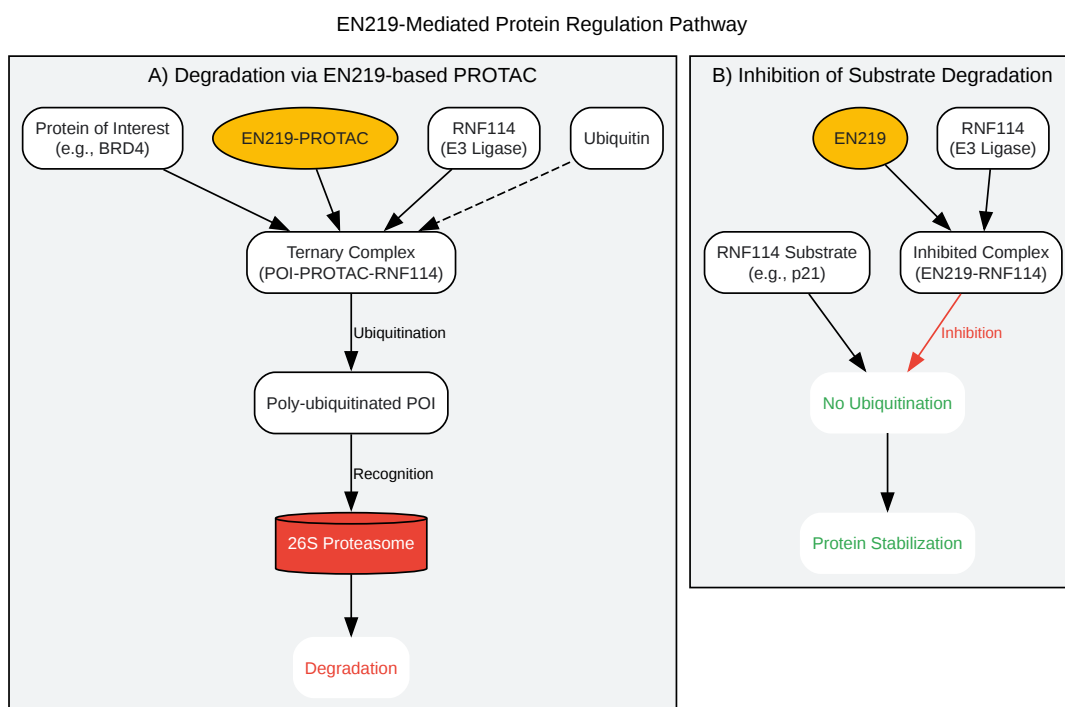 EN219-Mediated Protein Regulation Pathway
A) Degradation via EN219-based PROTAC
Protein of Interest
(e.g., BRD4)
EN219-PROTAC
RNF114
(E3 Ligase)
Ubiquitin
Ternary Complex
(POI-PROTAC-RNF114)
Ubiquitination
Poly-ubiquitinated POI
Recognition
26S Proteasome
Degradation
B) Inhibition of Substrate Degradation
EN219
RNF114
(E3 Ligase)
RNF114 Substrate
(e.g., p21)
Inhibited Complex
(EN219-RNF114)
Inhibition
No Ubiquitination
Protein Stabilization